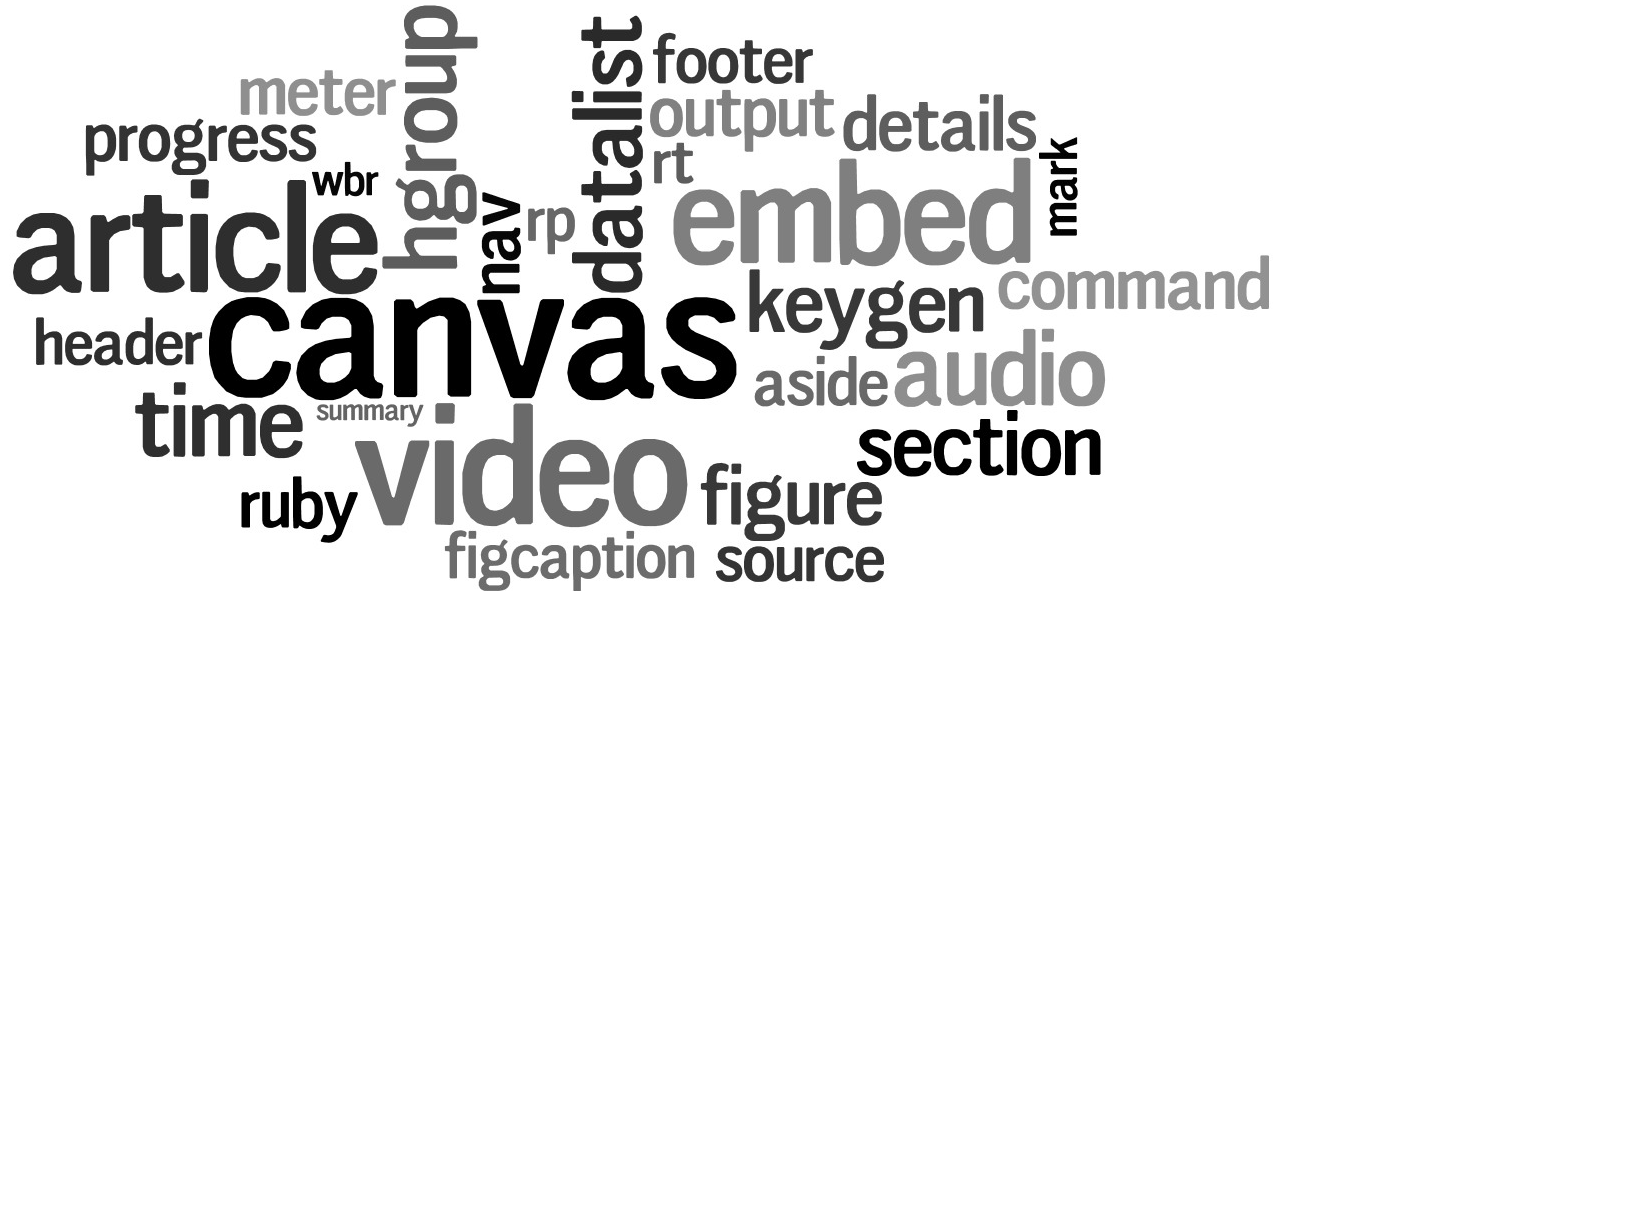 hgroup
datalist
footer
meter
output
details
progress
rt
mark
wbr
article
nav
rp
embed
canvas
keygen
command
header
aside
audio
time
summary
video
section
ruby
figure
figcaption
source